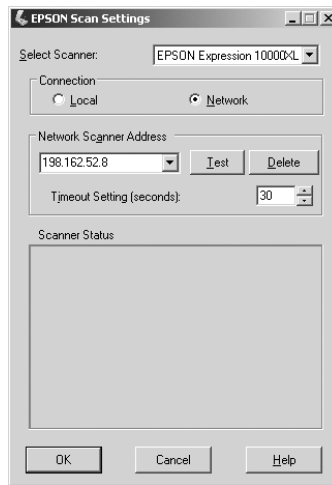 EPSON Scan Settings
Select Scanner: EPSON Expression 10000XL
Connection
Local Network
Network Scanner Address
198.162.52.8 Test Delete
Timeout Setting (seconds): 30
Scanner Status
OK Cancel Help